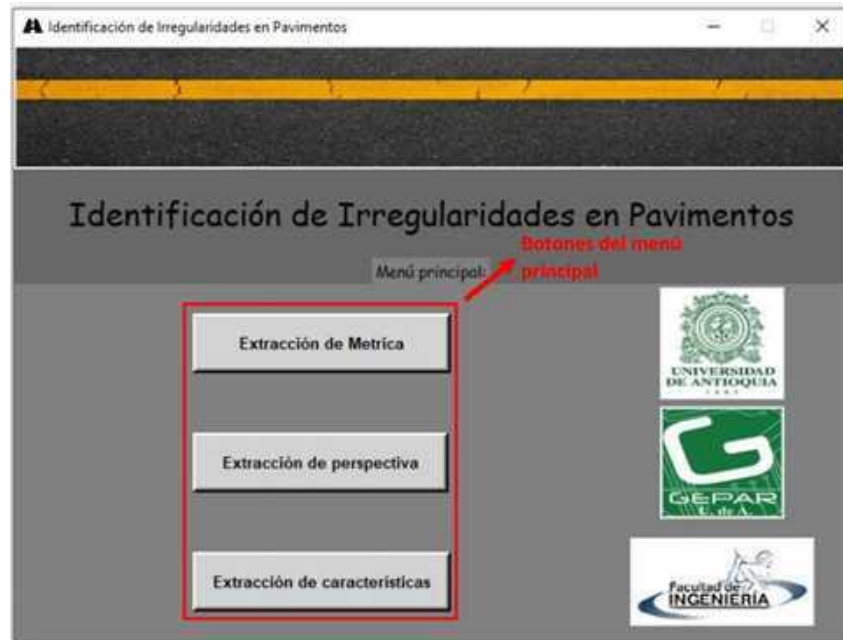 Identificación de Irregularidades en Pavimentos
Identificación de Irregularidades en Pavimentos
Botones del menú
principal
Menú principal:
Extracción de Metrica
Extracción de perspectiva
Extracción de características
UNIVERSIDAD
DE ANTIOQUIA
GEPAR
U. de A.
Facultad de
INGENIERÍA